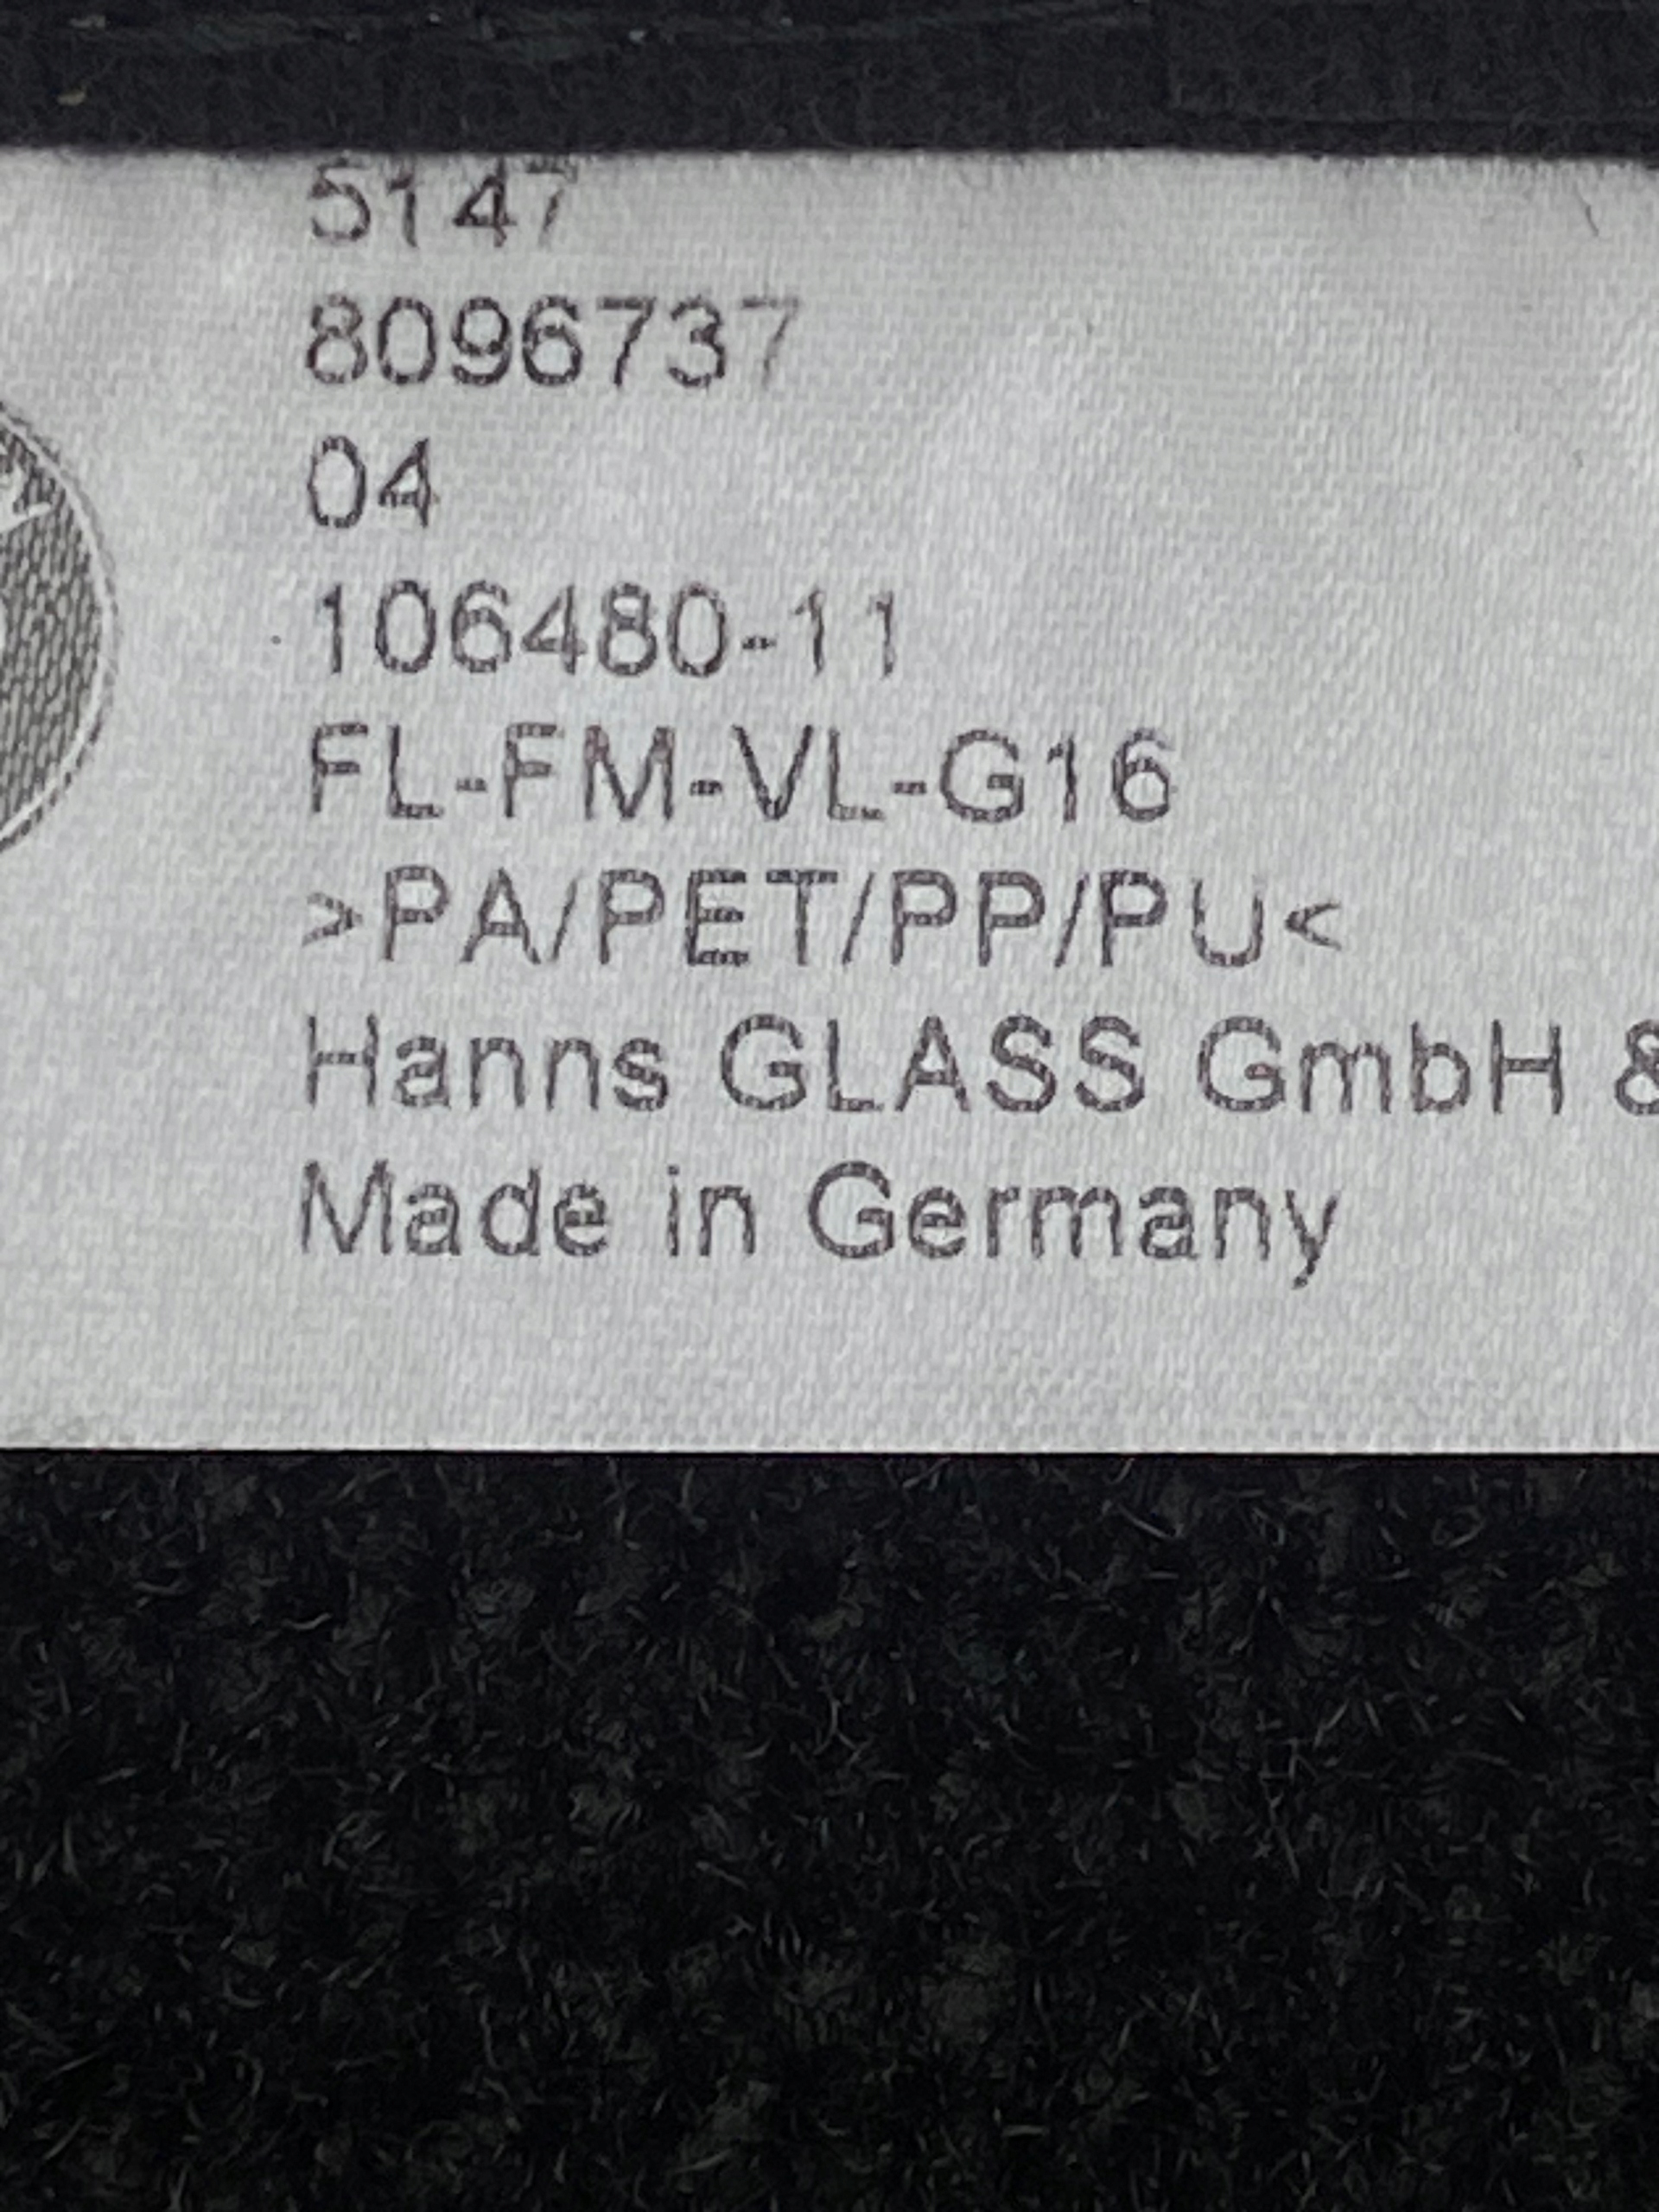 5147
8096737
04
106480-11
FL-FM-VL-G16
>PA/PET/PP/PU<
Hanns GLASS GmbH &
Made in Germany